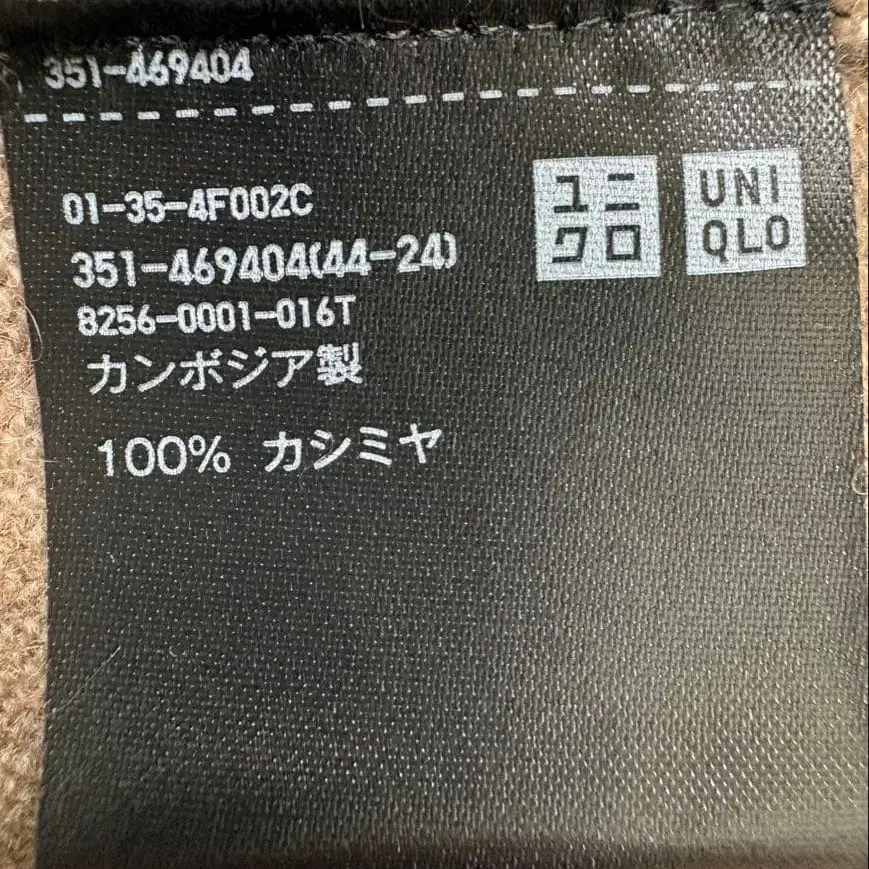 351-469404
01-35-4F002C
351-469404(44-24)
8256-0001-016T
カンボジア製
100% カシミヤ
ユニ
クロ
UNI
QLO